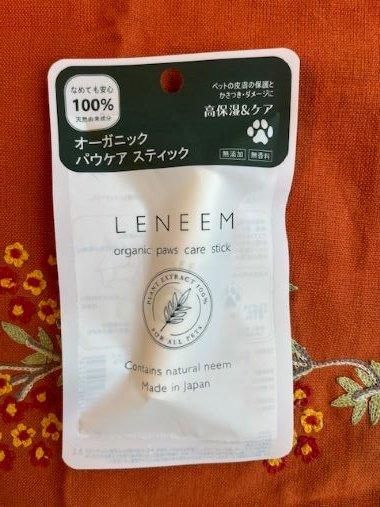 なめても安心
100%
天然由来成分
ペットの皮膚の保護と
かさつき・ダメージに
高保湿&ケア
オーガニック
パウケア スティック
無添加
無香料
LENEEM
organic paws care stick
PLANT EXTRACT 100%
FOR ALL PETS
Contains natural neem
Made in Japan